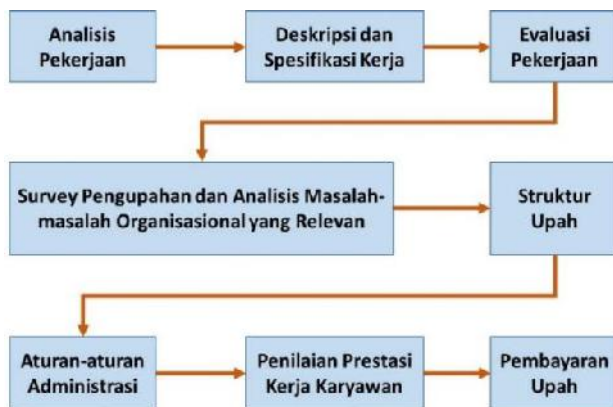 Analisis
Pekerjaan
Deskripsi dan
Spesifikasi Kerja
Evaluasi
Pekerjaan
Survey Pengupahan dan Analisis Masalah-
masalah Organisasional yang Relevan
Struktur
Upah
Aturan-aturan
Administrasi
Penilaian Prestasi
Kerja Karyawan
Pembayaran
Upah